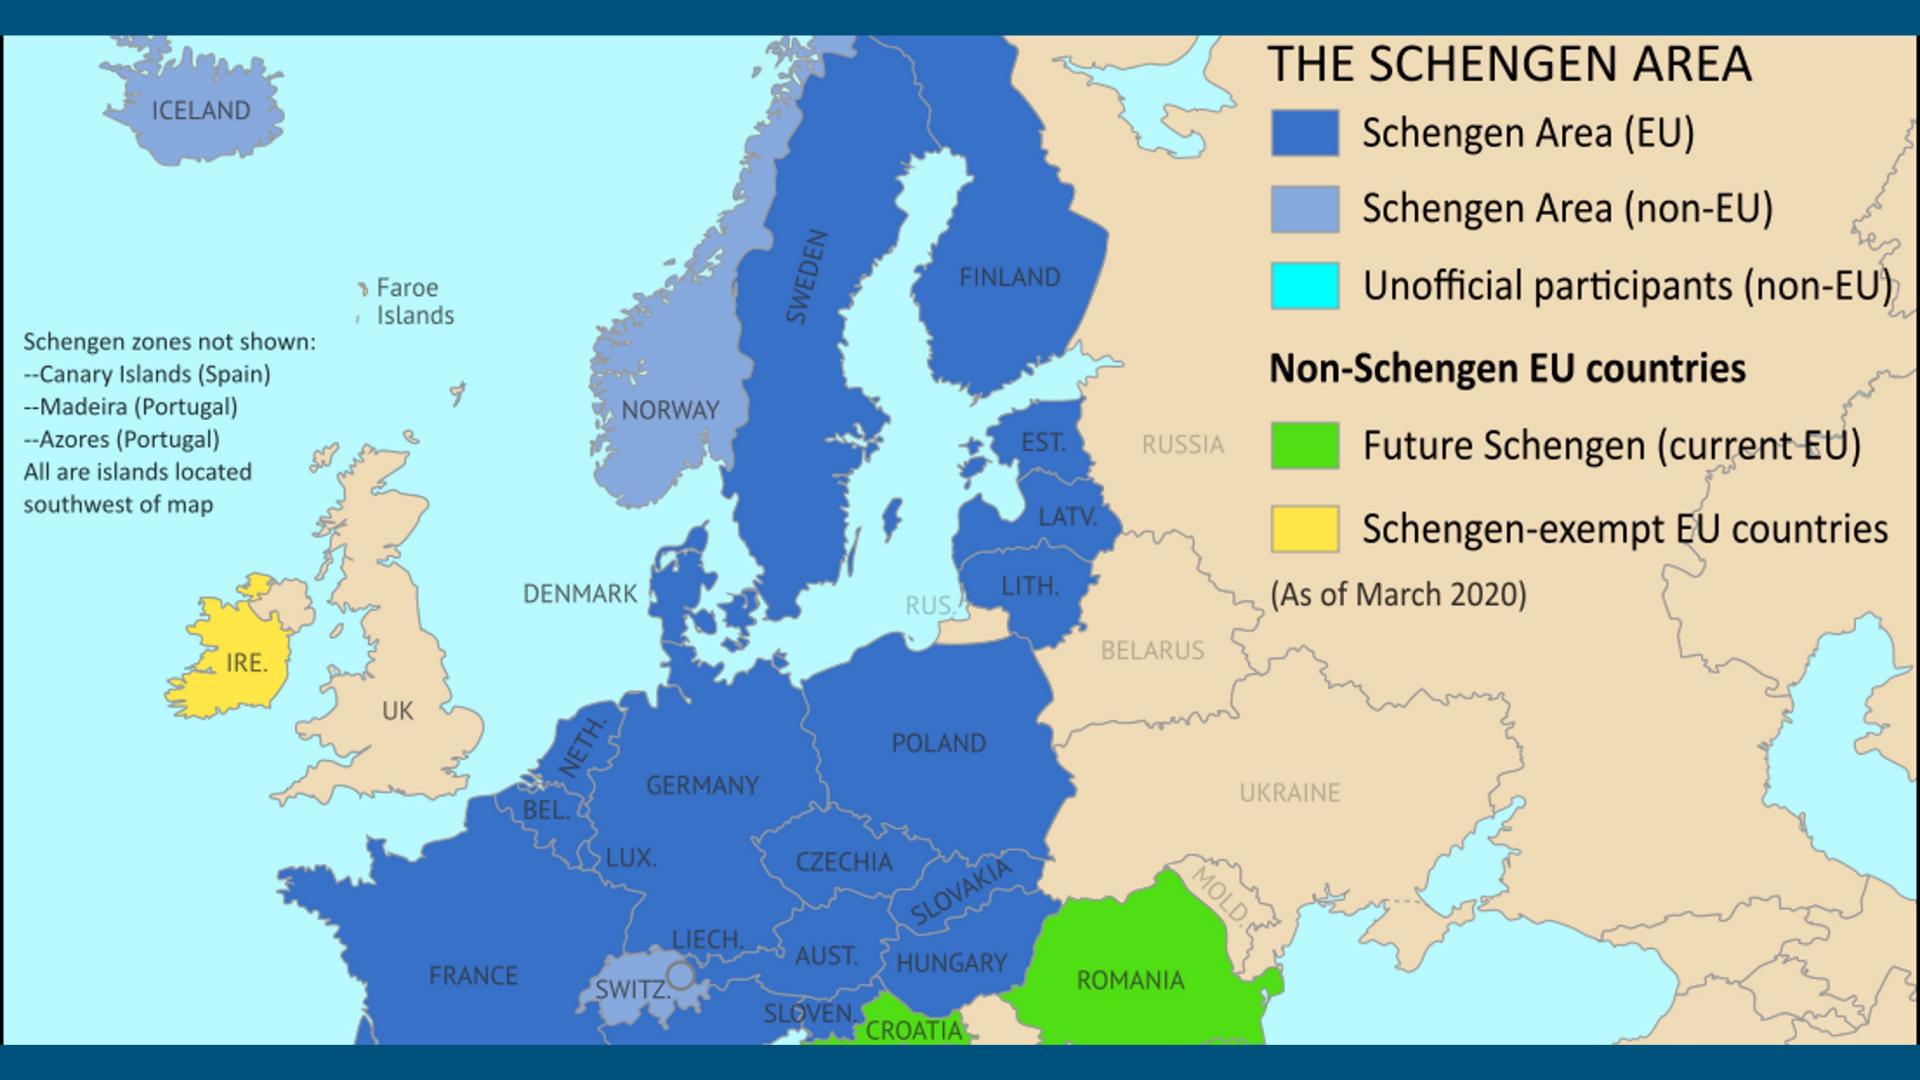 THE SCHENGEN AREA
Schengen Area (EU)
Schengen Area (non-EU)
Unofficial participants (non-EU)
Non-Schengen EU countries
Future Schengen (current EU)
Schengen-exempt EU countries
(As of March 2020)
ICELAND
Faroe
Islands
Schengen zones not shown:
--Canary Islands (Spain)
--Madeira (Portugal)
--Azores (Portugal)
All are islands located
southwest of map
SWEDEN
FINLAND
NORWAY
EST.
RUSSIA
LATV.
DENMARK
LITH.
RUS.
IRE.
BELARUS
UK
NETH.
POLAND
GERMANY
UKRAINE
BEL.
LUX.
CZECHIA
SLOVAKIA
MOLD.
LIECH.
AUST.
HUNGARY
FRANCE
SWITZ.
ROMANIA
SLOVEN.
CROATIA